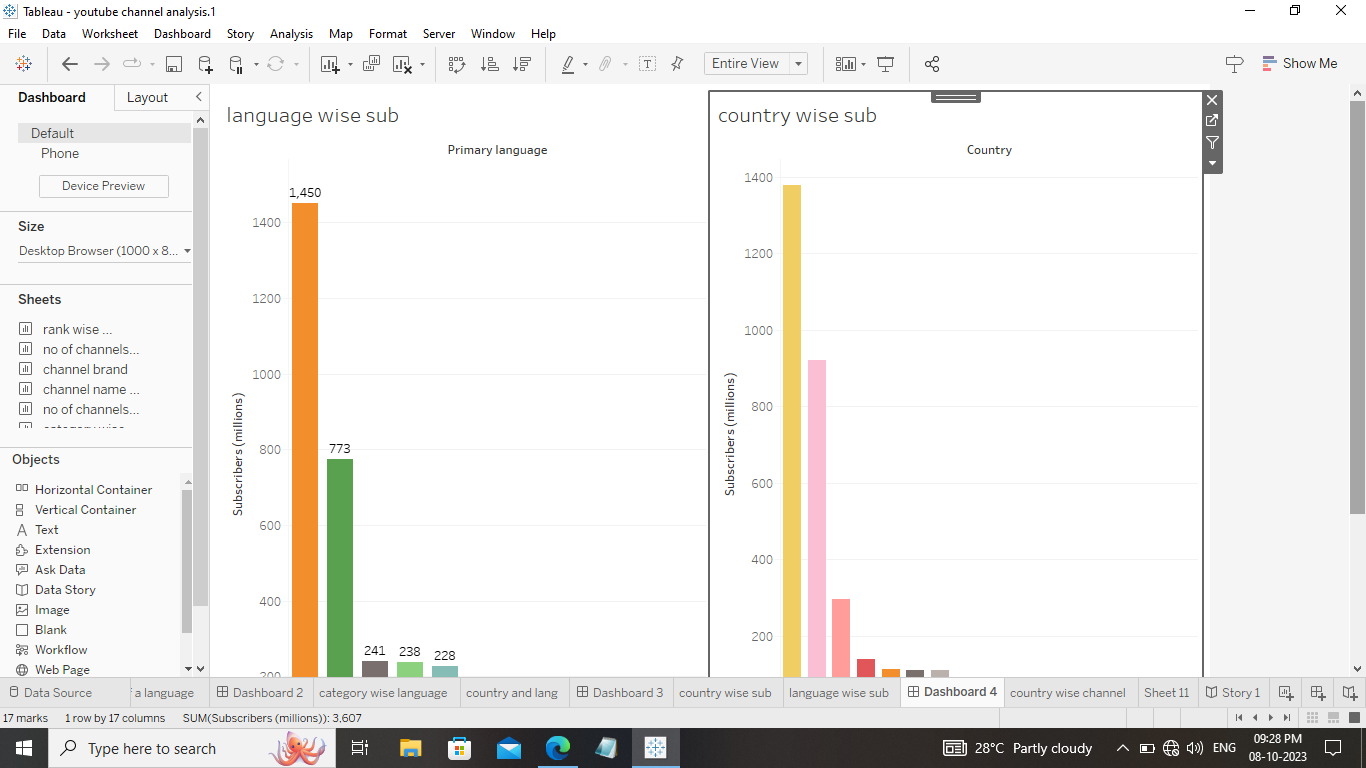 Tableau - youtube channel analysis.1
File Data Worksheet Dashboard Story Analysis Map Format Server Window Help
Entire View
Show Me
Dashboard
Layout
Default
Phone
Device Preview
Size
Desktop Browser (1000 x 8...
Sheets
rank wise ...
no of channels...
channel brand
channel name ...
no of channels...
Objects
Horizontal Container
Vertical Container
Text
Extension
Ask Data
Data Story
Image
Blank
Workflow
Web Page
language wise sub
Primary language
Subscribers (millions)
1400
1200
1000
800
600
400
200
1,450
773
241
238
228
country wise sub
Country
Subscribers (millions)
1400
1200
1000
800
600
400
200
Data Source
a language
Dashboard 2
category wise language
country and lang
Dashboard 3
country wise sub
language wise sub
Dashboard 4
country wise channel
Sheet 11
Story 1
17 marks 1 row by 17 columns SUM(Subscribers (millions)): 3,607
Type here to search
28°C Partly cloudy
ENG
09:28 PM
08-10-2023